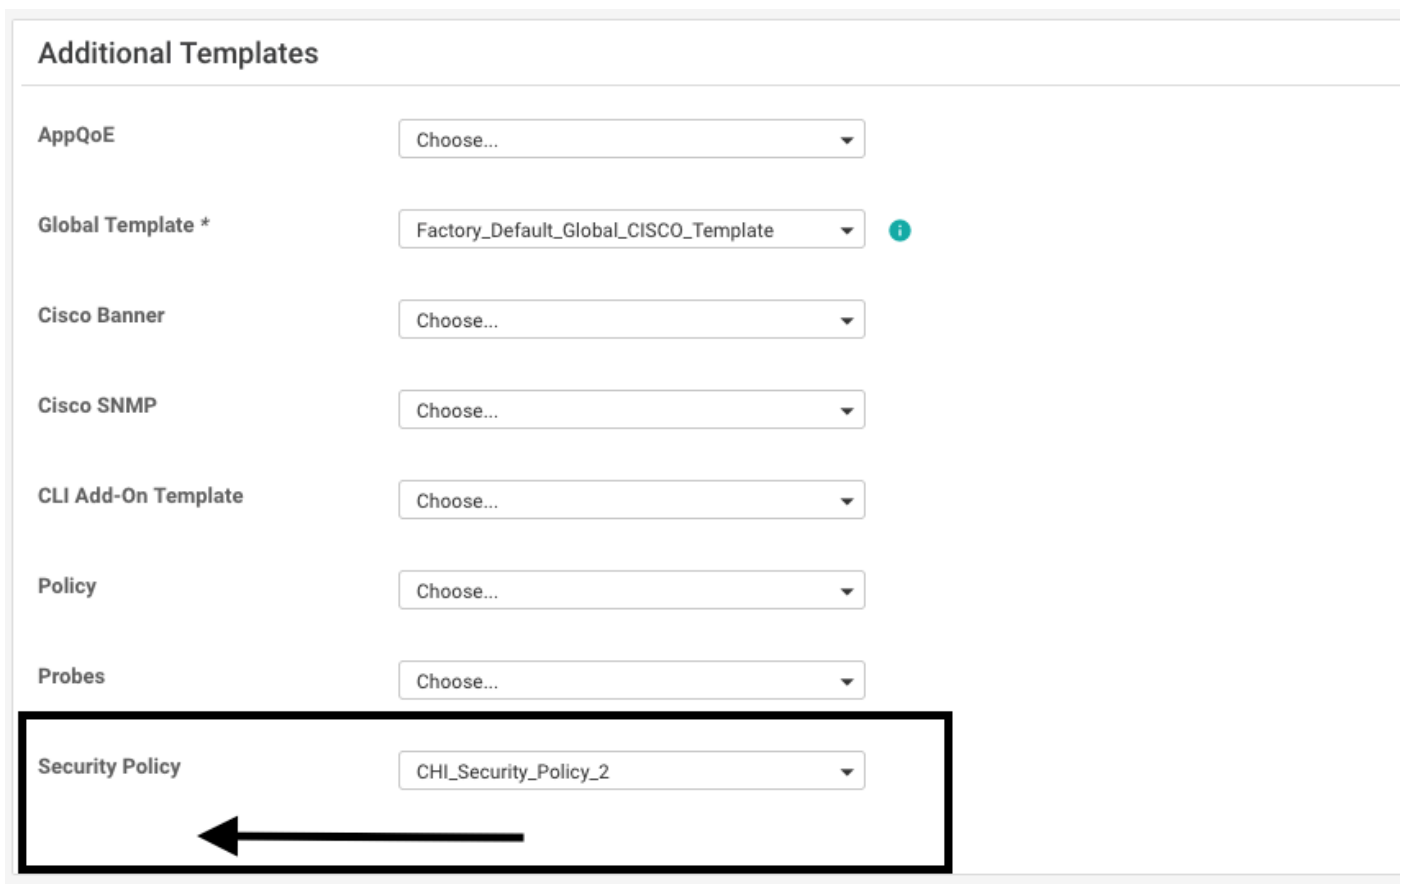 Additional Templates
AppQoE Choose...
Global Template * Factory_Default_Global_CISCO_Template i
Cisco Banner Choose...
Cisco SNMP Choose...
CLI Add-On Template Choose...
Policy Choose...
Probes Choose...
Security Policy CHI_Security_Policy_2